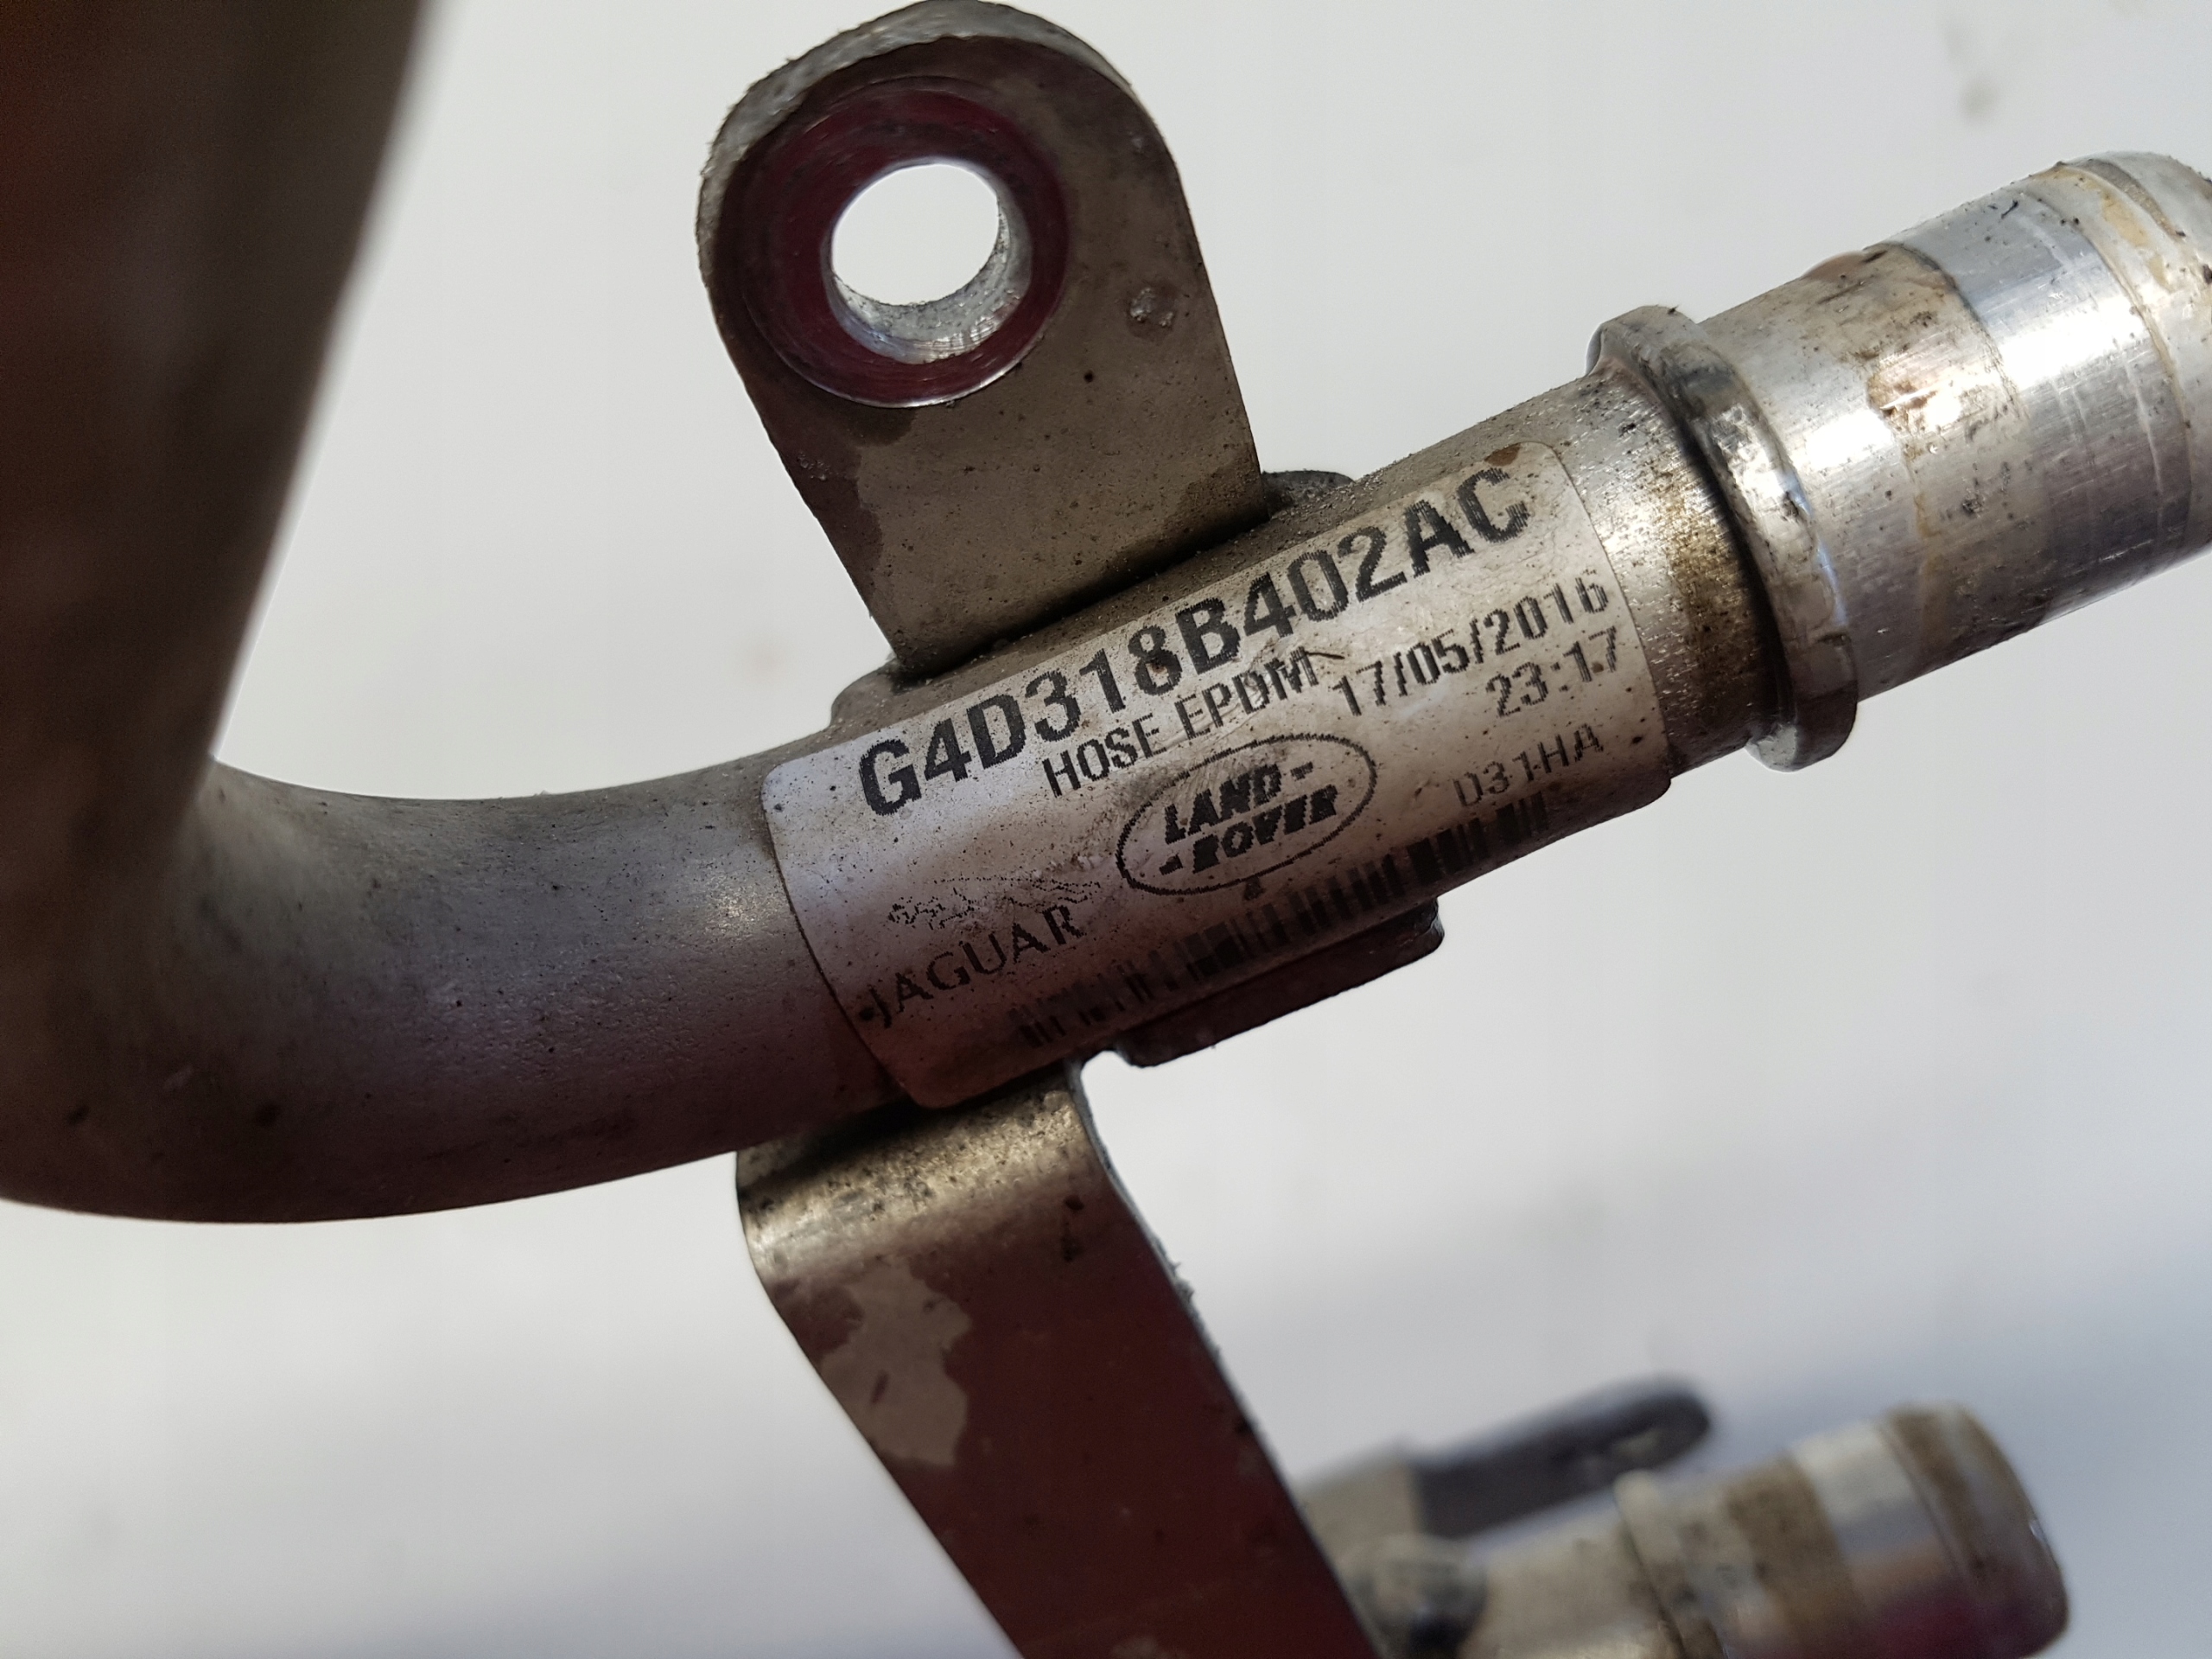 G4D318B402AC
HOSE EPDM 17/05/2016
23:17
LAND-
-ROVER
D31HA
JAGUAR